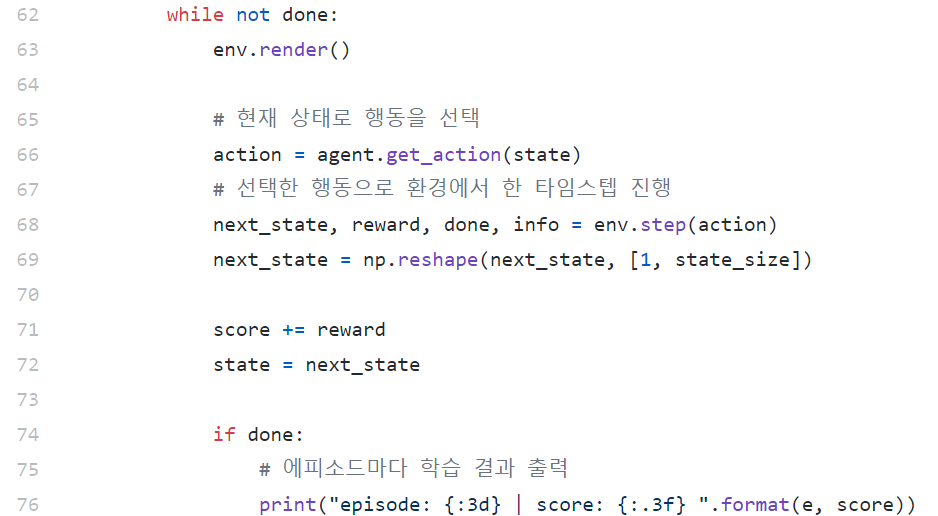 62 while not done:
63 env.render()
64
65 # 현재 상태로 행동을 선택
66 action = agent.get_action(state)
67 # 선택한 행동으로 환경에서 한 타임스텝 진행
68 next_state, reward, done, info = env.step(action)
69 next_state = np.reshape(next_state, [1, state_size])
70
71 score += reward
72 state = next_state
73
74 if done:
75 # 에피소드마다 학습 결과 출력
76 print("episode: {:3d} | score: {:.3f} ".format(e, score))